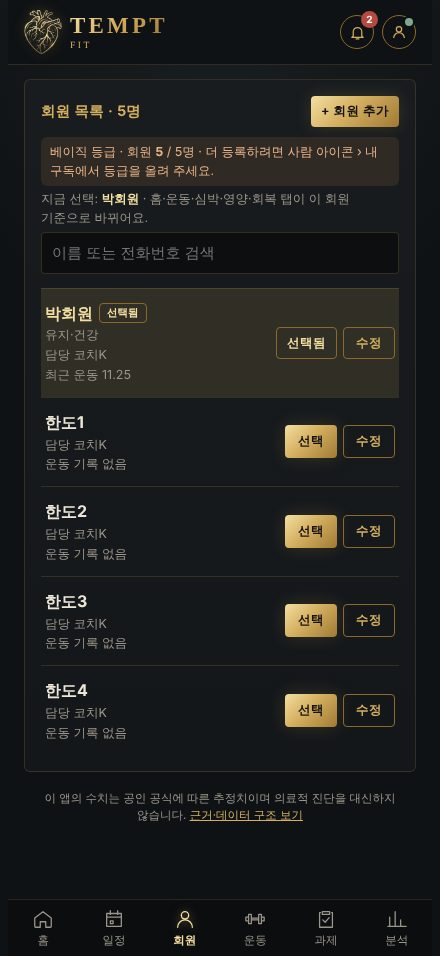 TEMPT
FIT
2
회원 목록 · 5명
+ 회원 추가
베이직 등급 · 회원 5 / 5명 · 더 등록하려면 사람 아이콘 › 내
구독에서 등급을 올려 주세요.
지금 선택: 박회원 · 홈·운동·심박·영양·회복 탭이 이 회원
기준으로 바뀌어요.
이름 또는 전화번호 검색
박회원 선택됨
유지·건강
담당 코치K
최근 운동 11.25
선택됨 수정
한도1
담당 코치K
운동 기록 없음
선택 수정
한도2
담당 코치K
운동 기록 없음
선택 수정
한도3
담당 코치K
운동 기록 없음
선택 수정
한도4
담당 코치K
운동 기록 없음
선택 수정
이 앱의 수치는 공인 공식에 따른 추정치이며 의료적 진단을 대신하지
않습니다. 근거·데이터 구조 보기
홈 일정 회원 운동 과제 분석